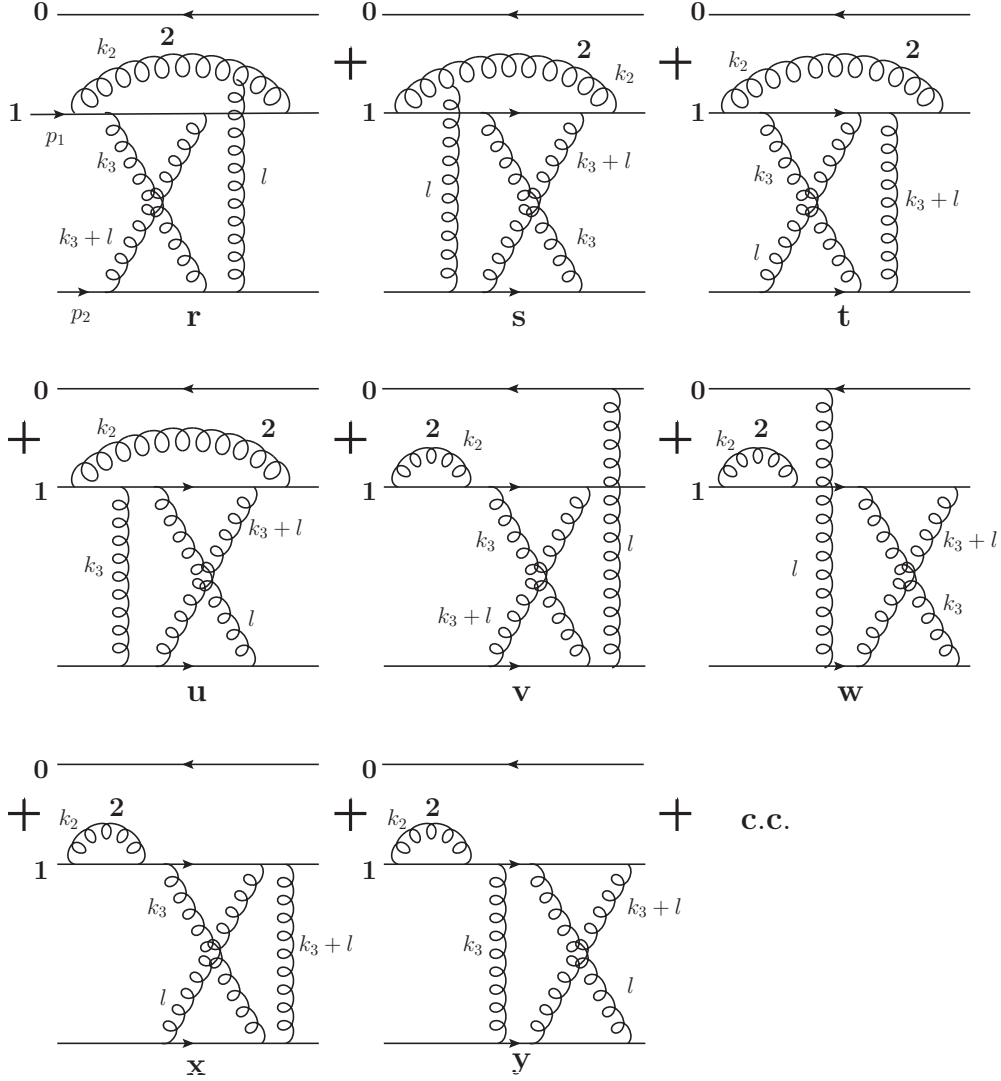 0 0 0
2 2 2
k₂ k₂ k₂
+ +
1 1 1
p₁
k₃ k₃ + l k₃
l l k₃ + l
k₃ + l k₃ l
p₂
r s t
0 0 0
+ k₂ 2 + 2 k₂ + k₂ 2
1 1 1
k₃ + l k₃ k₃ + l
k₃ l l
l k₃ + l k₃
u v w
0 0
+ k₂ 2 + k₂ 2 + c.c.
1 1
k₃ k₃ + l
k₃ + l k₃
l l
x y